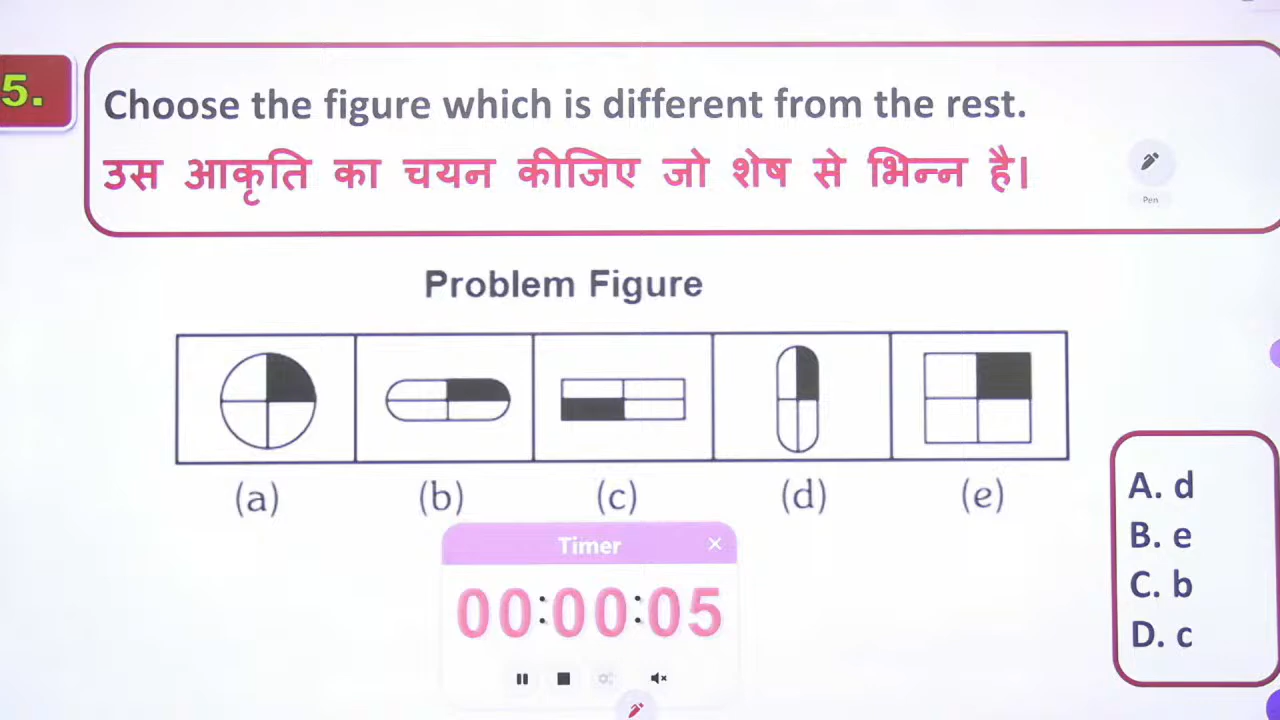 5.
Choose the figure which is different from the rest.
उस आकृति का चयन कीजिए जो शेष से भिन्न है।
Pen
Problem Figure
(a) (b) (c) (d) (e)
A. d
B. e
C. b
D. c
Timer
00:00:05